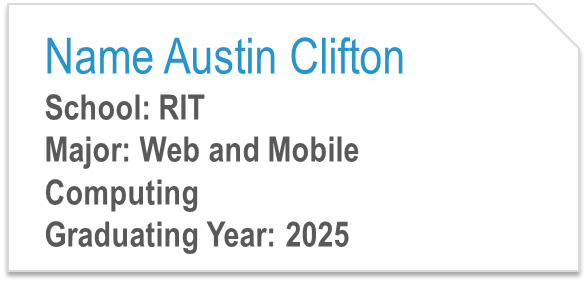 Name Austin Clifton
School: RIT
Major: Web and Mobile
Computing
Graduating Year: 2025